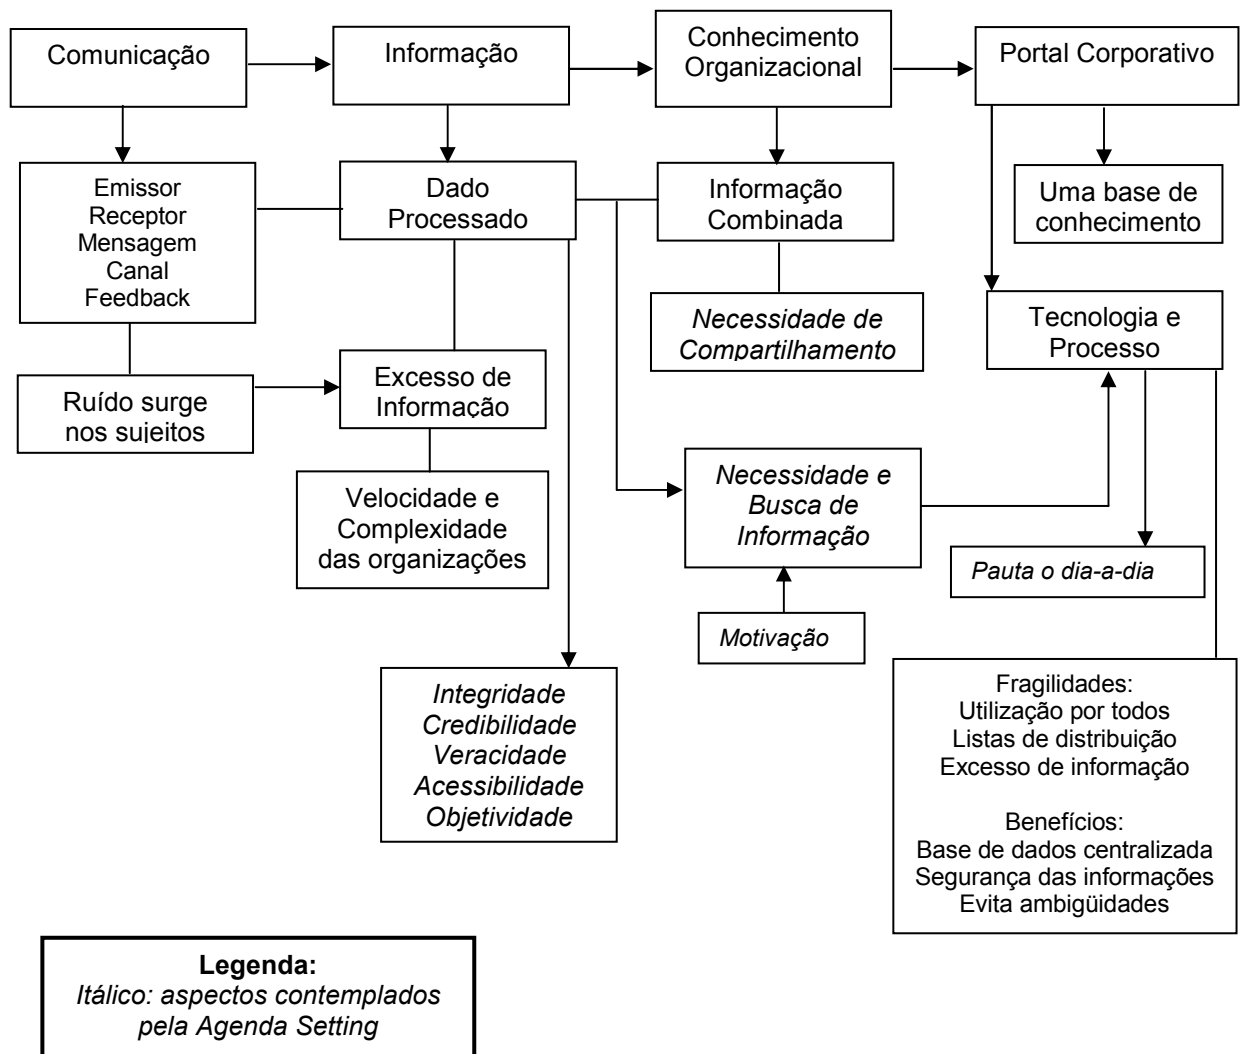 Comunicação
Informação
Conhecimento
Organizacional
Portal Corporativo
Emissor
Receptor
Mensagem
Canal
Feedback
Dado
Processado
Informação
Combinada
Uma base de
conhecimento
Necessidade de
Compartilhamento
Tecnologia e
Processo
Ruído surge
nos sujeitos
Excesso de
Informação
Velocidade e
Complexidade
das organizações
Necessidade e
Busca de
Informação
Pauta o dia-a-dia
Motivação
Integridade
Credibilidade
Veracidade
Acessibilidade
Objetividade
Fragilidades:
Utilização por todos
Listas de distribuição
Excesso de informação
Benefícios:
Base de dados centralizada
Segurança das informações
Evita ambigüidades
Legenda:
Itálico: aspectos contemplados
pela Agenda Setting